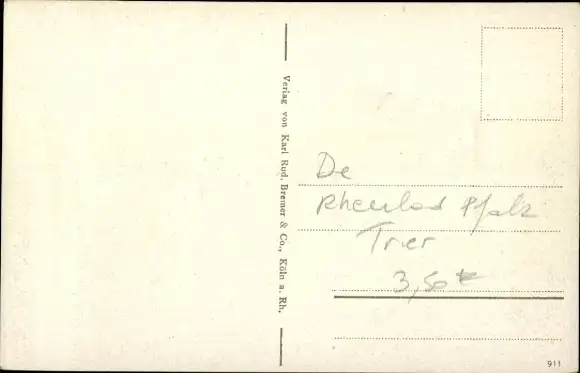 Verlag von Karl Rud. Bremer & Co., Köln a. Rh.
De
Rheinland Pfalz
Trier
3,50 €
911